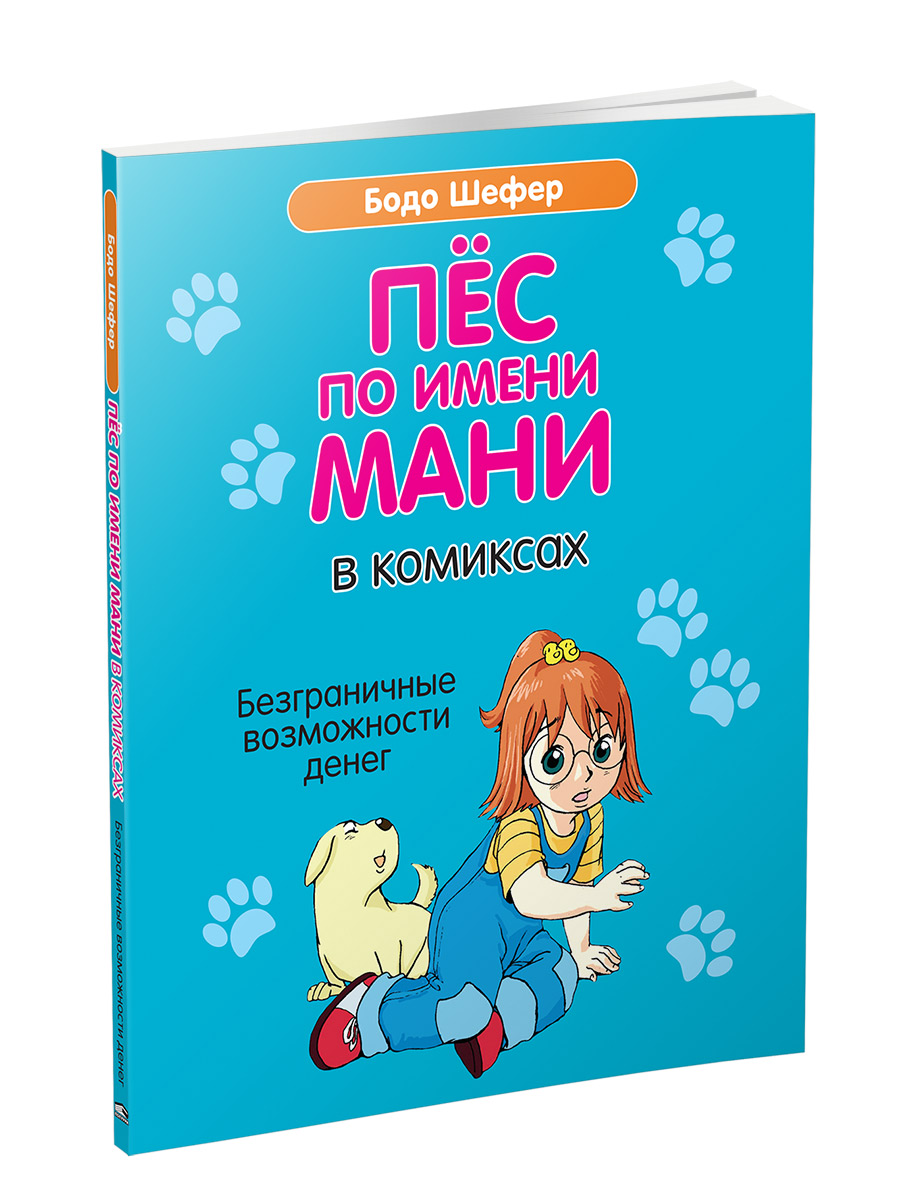 Бодо Шефер
ПЁС
ПО ИМЕНИ
МАНИ
в комиксах
Безграничные
возможности
денег
Бодо Шефер
ПЁС ПО ИМЕНИ МАНИ в комиксах
Безграничные возможности денег